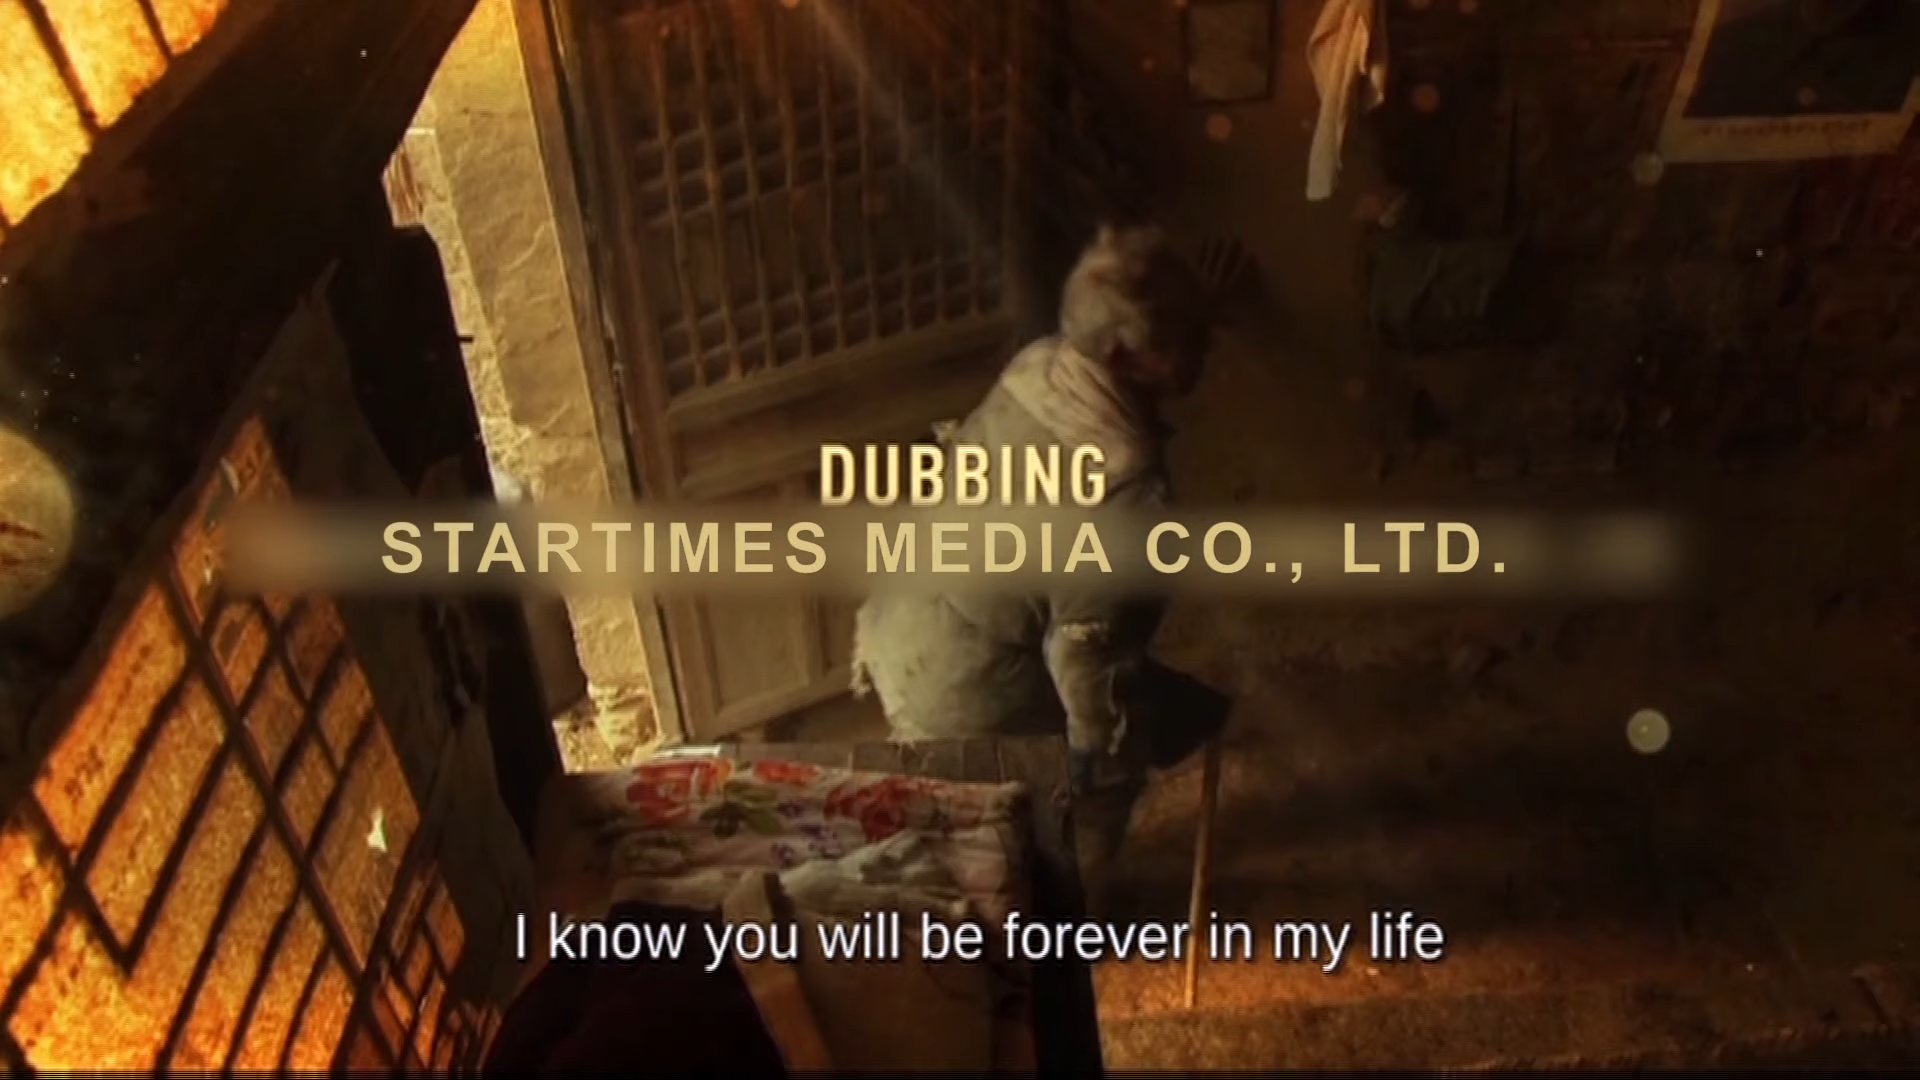 DUBBING
STARTIMES MEDIA CO., LTD.
I know you will be forever in my life